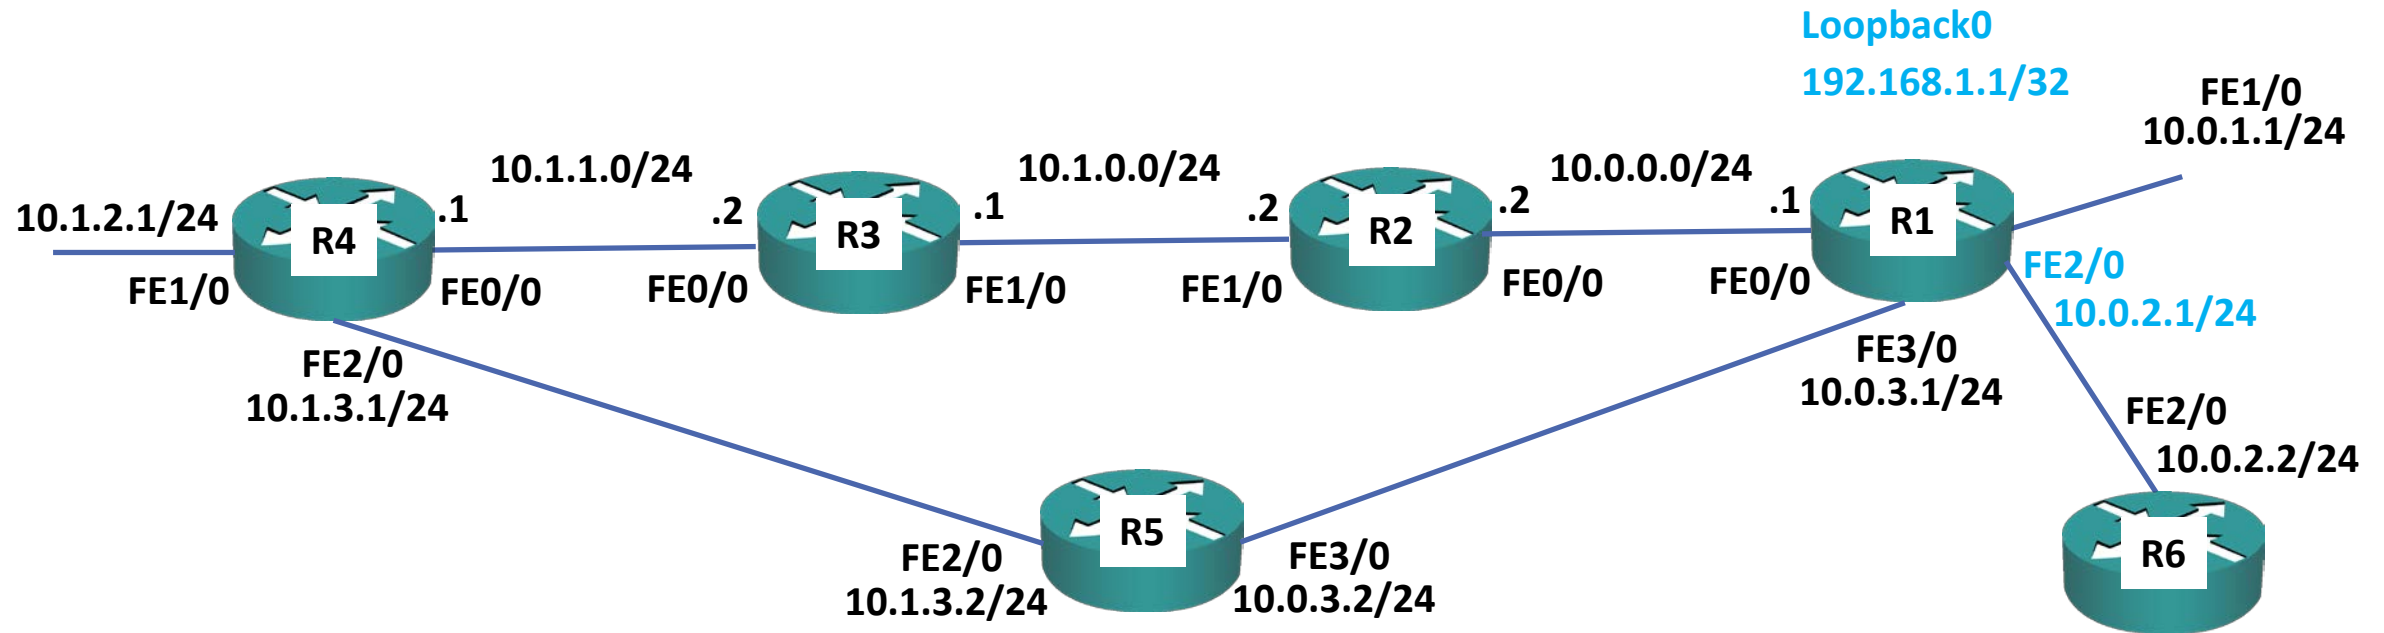 Loopback0
192.168.1.1/32
FE1/0
10.0.1.1/24
10.1.1.0/24
10.1.0.0/24
10.0.0.0/24
10.1.2.1/24
.1
.2
.1
.2
.2
.1
R4
R3
R2
R1
FE1/0
FE0/0
FE0/0
FE1/0
FE1/0
FE0/0
FE0/0
FE2/0
10.0.2.1/24
FE2/0
10.1.3.1/24
FE3/0
10.0.3.1/24
FE2/0
10.0.2.2/24
R5
R6
FE2/0
10.1.3.2/24
FE3/0
10.0.3.2/24